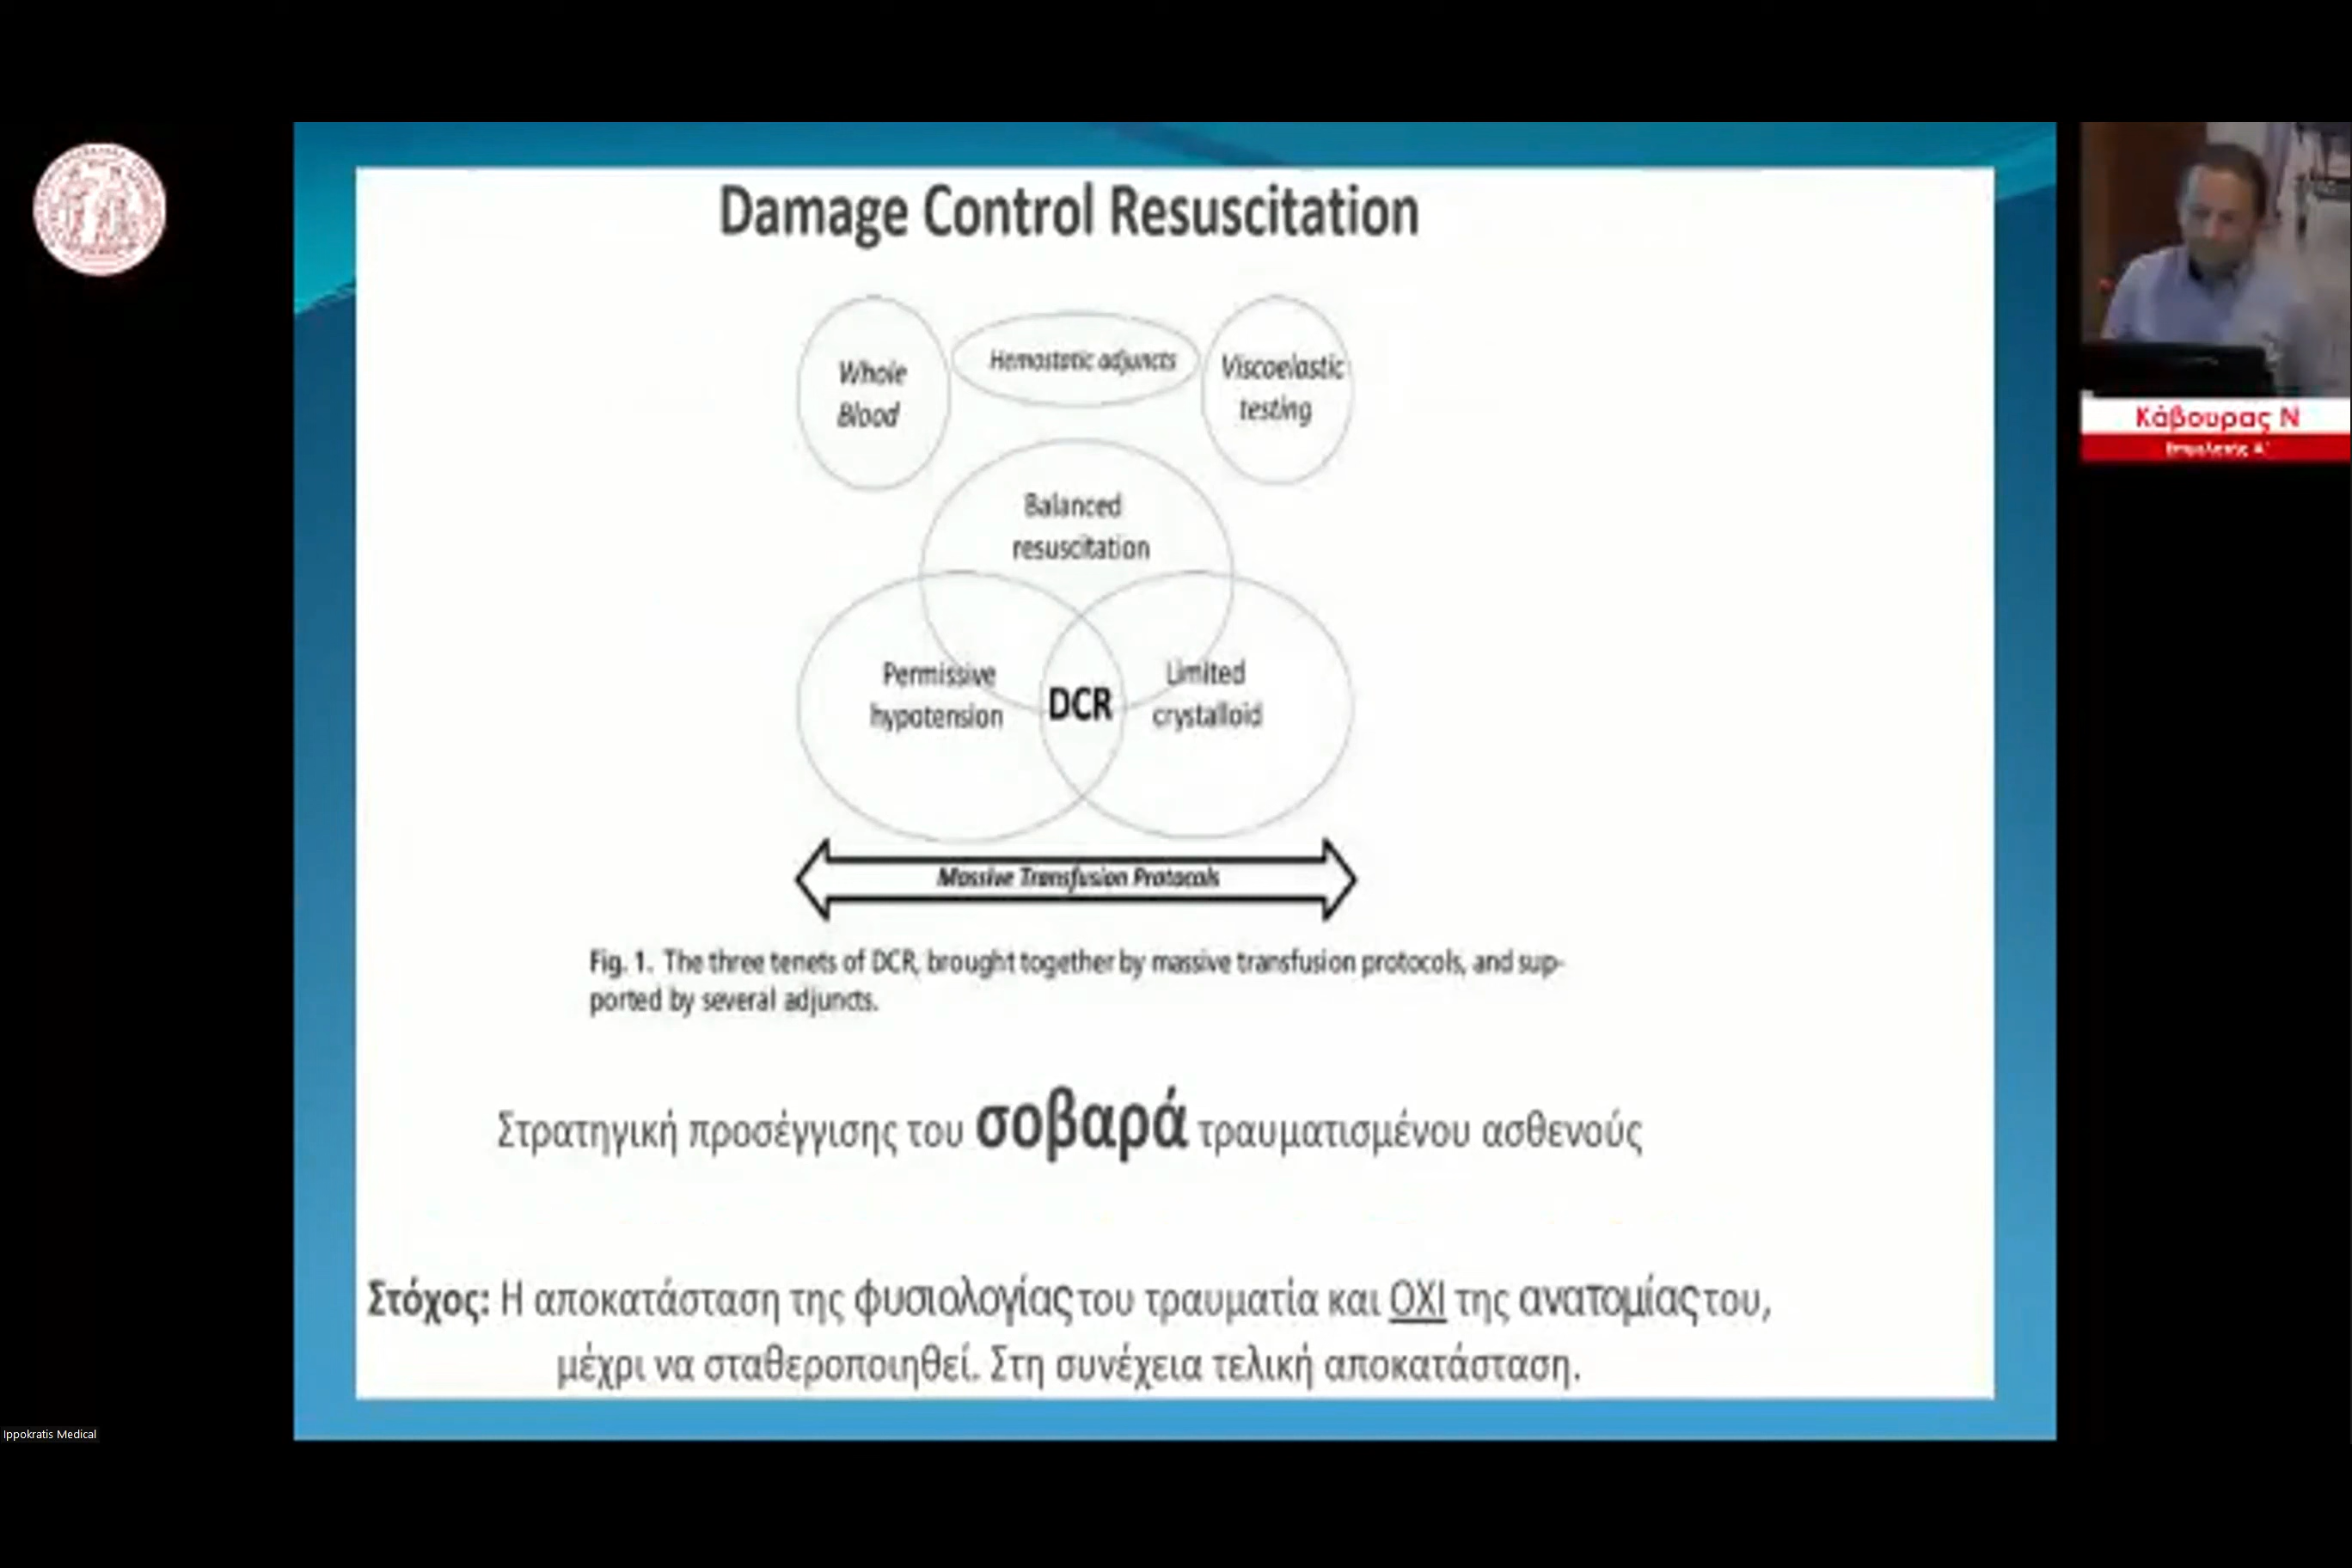 Damage Control Resuscitation
Whole
Blood
Hemostatic adjuncts
Viscoelastic
testing
Balanced
resuscitation
Permissive
hypotension
DCR
Limited
crystalloid
Massive Transfusion Protocols
Fig. 1. The three tenets of DCR, brought together by massive transfusion protocols, and sup-
ported by several adjuncts.
Στρατηγική προσέγγισης του σοβαρά τραυματισμένου ασθενούς
Στόχος: Η αποκατάσταση της φυσιολογίας του τραυματία και ΟΧΙ της ανατομίας του,
μέχρι να σταθεροποιηθεί. Στη συνέχεια τελική αποκατάσταση.
Κάβουρας Ν
Επιμελητής Α'
Ippokratis Medical